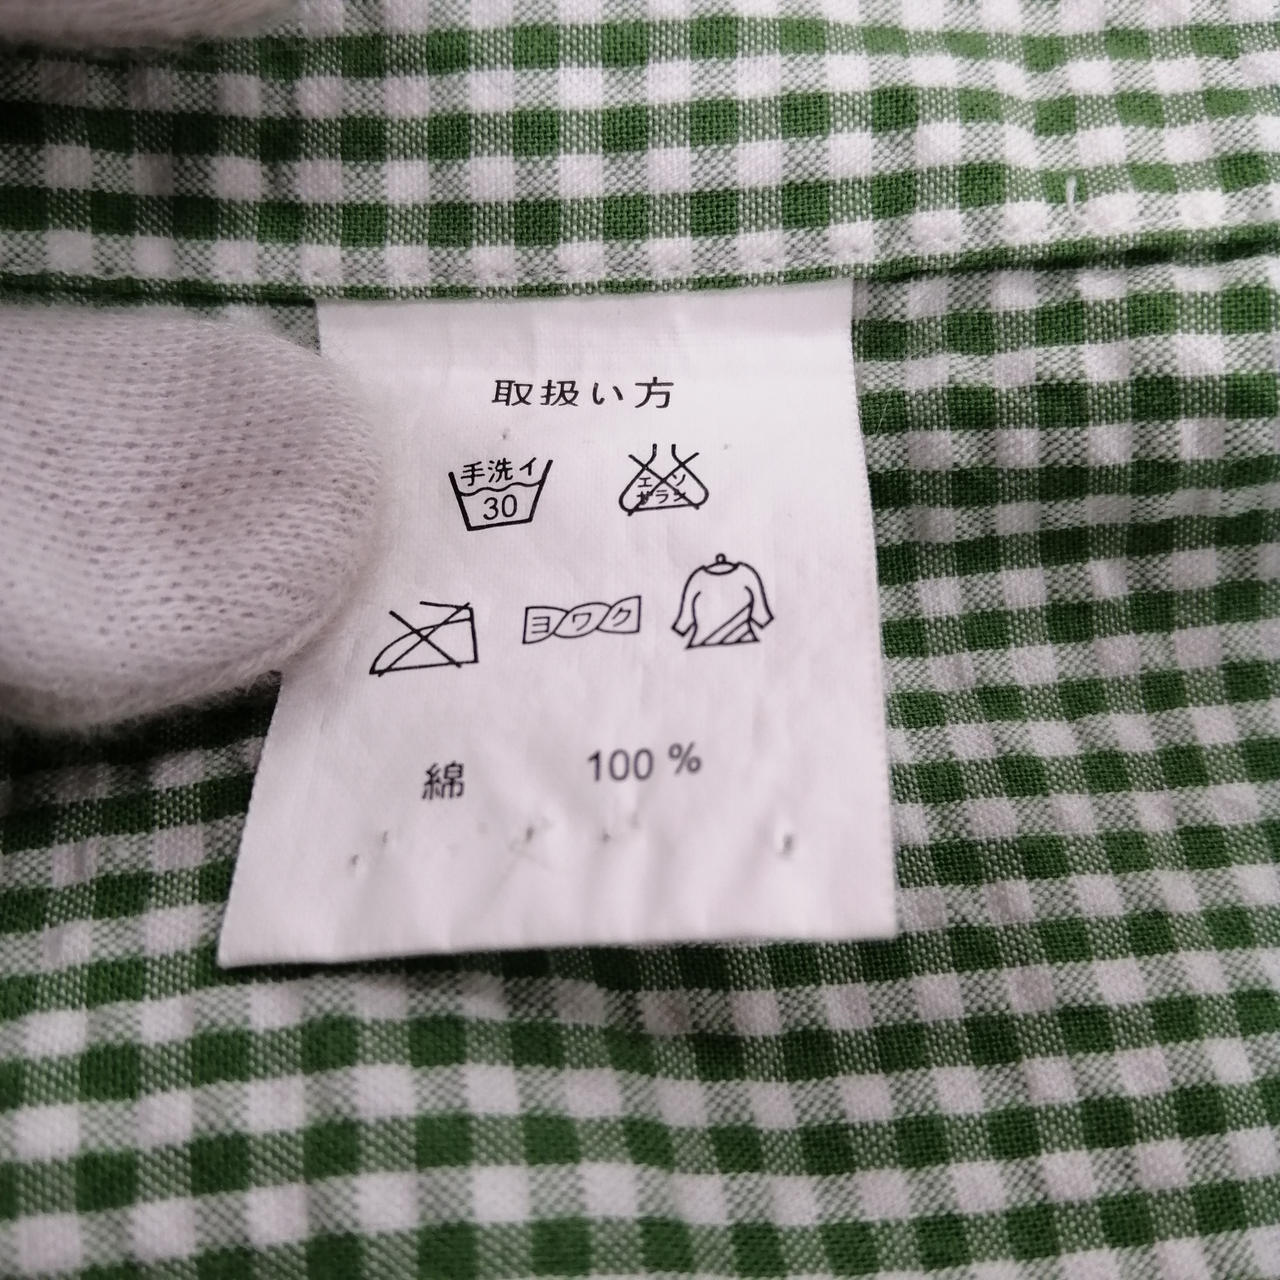 取扱い方
手洗イ
30
エンソ
サラシ
ヨワク
綿 100 %